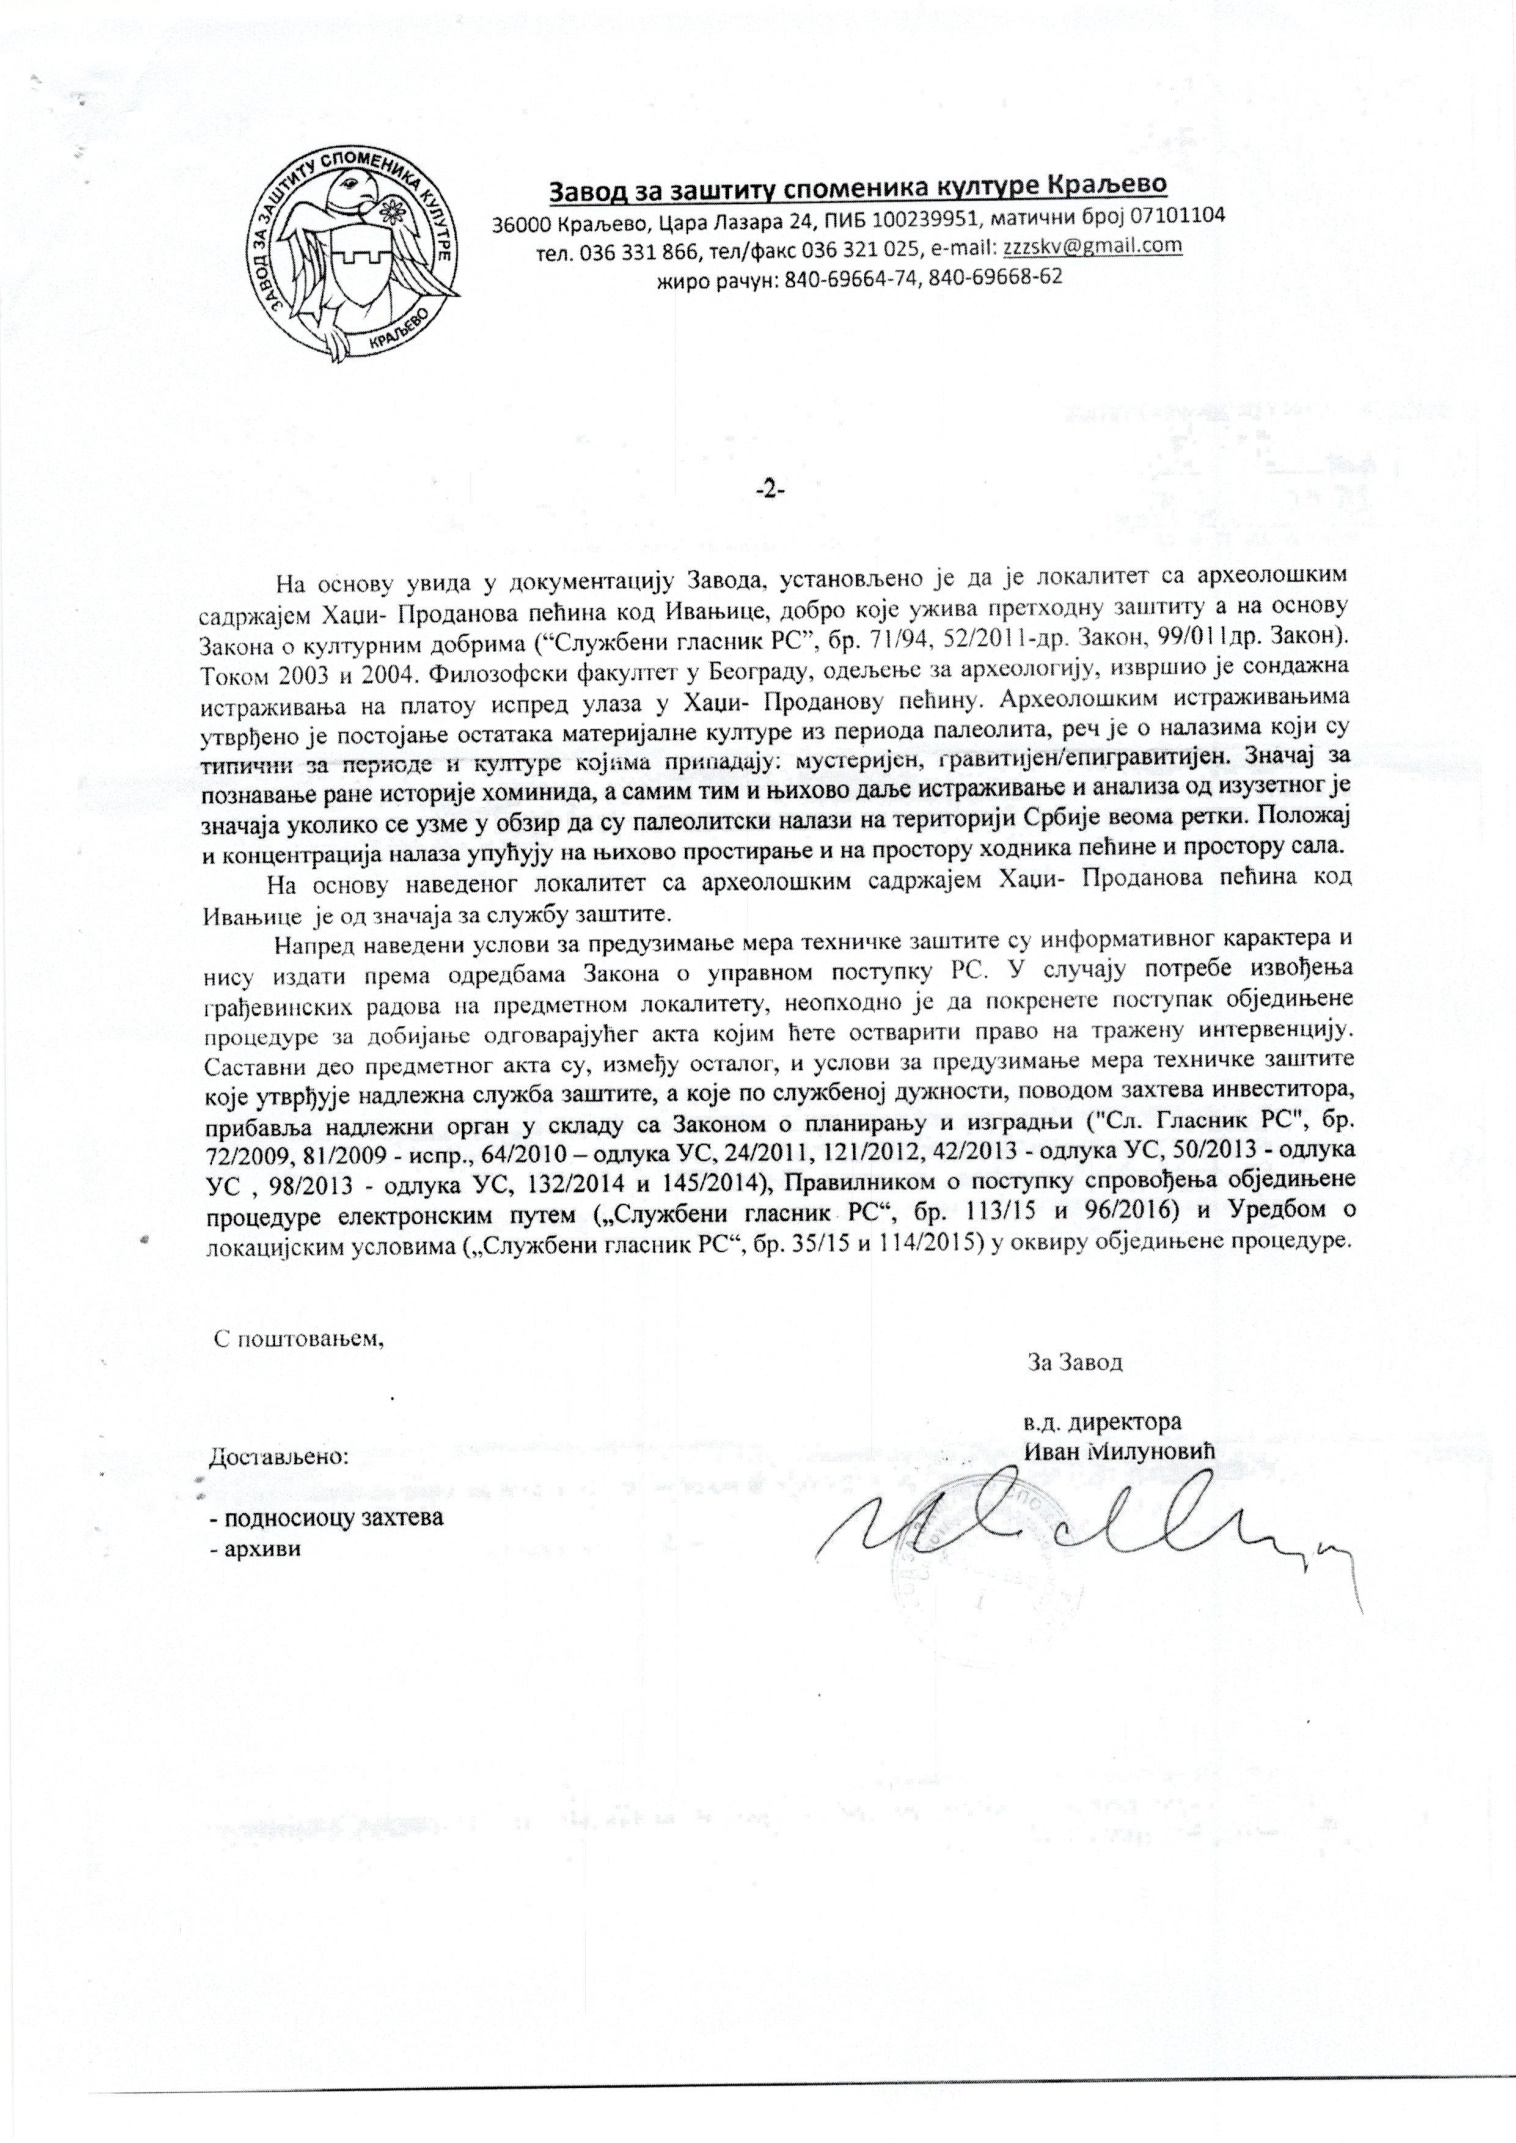 ЗАВОД ЗА ЗАШТИТУ СПОМЕНИКА КУЛТУРЕ
КРАЉЕВО
Завод за заштиту споменика културе Краљево
36000 Краљево, Цара Лазара 24, ПИБ 100239951, матични број 07101104
тел. 036 331 866, тел/факс 036 321 025, e-mail: zzzskv@gmail.com
жиро рачун: 840-69664-74, 840-69668-62
-2-
На основу увида у документацију Завода, установљено је да је локалитет са археолошким
садржајем Хаџи- Проданова пећина код Ивањице, добро које ужива претходну заштиту а на основу
Закона о културним добрима (“Службени гласник РС”, бр. 71/94, 52/2011-др. Закон, 99/011др. Закон).
Током 2003 и 2004. Филозофски факултет у Београду, одељење за археологију, извршио је сондажна
истраживања на платоу испред улаза у Хаџи- Проданову пећину. Археолошким истраживањима
утврђено је постојање остатака материјалне културе из периода палеолита, реч је о налазима који су
типични за периоде и културе којима припадају: мустеријен, гравитијен/епигравитијен. Значај за
познавање ране историје хоминида, а самим тим и њихово даље истраживање и анализа од изузетног је
значаја уколико се узме у обзир да су палеолитски налази на територији Србије веома ретки. Положај
и концентрација налаза упућују на њихово простирање и на простору ходника пећине и простору сала.
На основу наведеног локалитет са археолошким садржајем Хаџи- Проданова пећина код
Ивањице је од значаја за службу заштите.
Напред наведени услови за предузимање мера техничке заштите су информативног карактера и
нису издати према одредбама Закона о управном поступку РС. У случају потребе извођења
грађевинских радова на предметном локалитету, неопходно је да покренете поступак обједињене
процедуре за добијање одговарајућег акта којим ћете остварити право на тражену интервенцију.
Саставни део предметног акта су, између осталог, и услови за предузимање мера техничке заштите
које утврђује надлежна служба заштите, а које по службеној дужности, поводом захтева инвеститора,
прибавља надлежни орган у складу са Законом о планирању и изградњи ("Сл. Гласник РС", бр.
72/2009, 81/2009 - испр., 64/2010 – одлука УС, 24/2011, 121/2012, 42/2013 - одлука УС, 50/2013 - одлука
УС , 98/2013 - одлука УС, 132/2014 и 145/2014), Правилником о поступку спровођења обједињене
процедуре електронским путем („Службени гласник РС“, бр. 113/15 и 96/2016) и Уредбом о
локацијским условима („Службени гласник РС“, бр. 35/15 и 114/2015) у оквиру обједињене процедуре.
С поштовањем,
За Завод
в.д. директора
Иван Милуновић
Достављено:
- подносиоцу захтева
- архиви